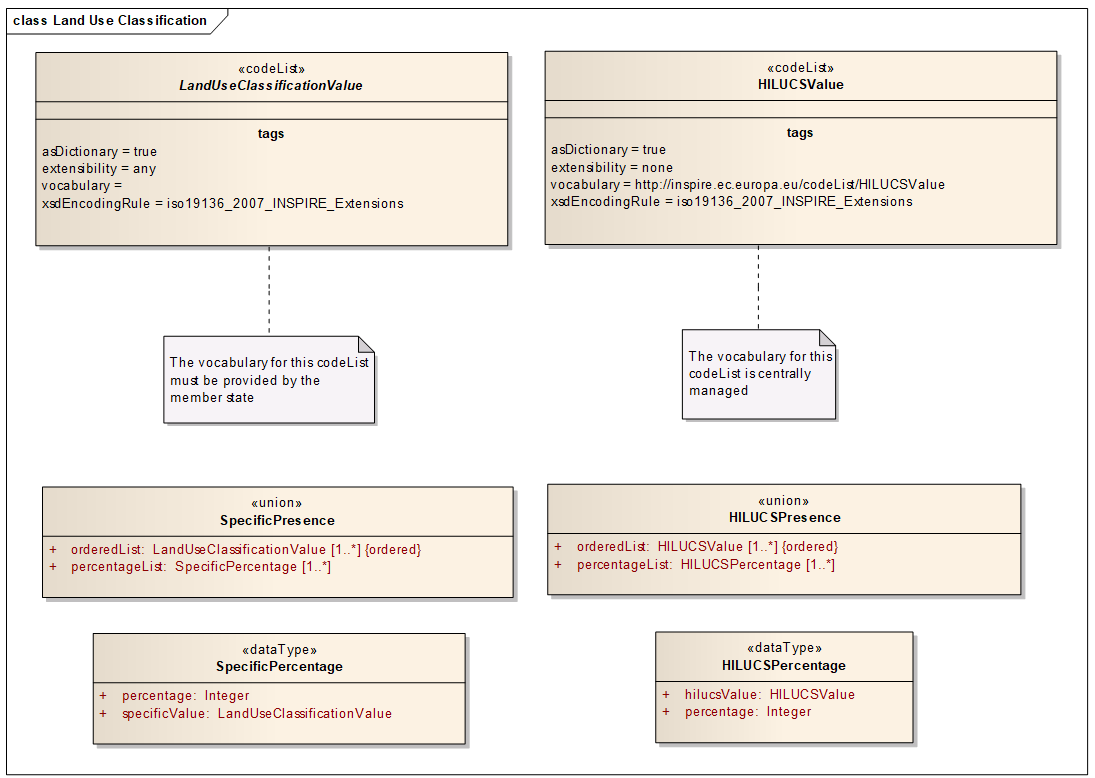 class Land Use Classification
«codeList»
LandUseClassificationValue
tags
asDictionary = true
extensibility = any
vocabulary =
xsdEncodingRule = iso19136_2007_INSPIRE_Extensions
«codeList»
HILUCSValue
tags
asDictionary = true
extensibility = none
vocabulary = http://inspire.ec.europa.eu/codeList/HILUCSValue
xsdEncodingRule = iso19136_2007_INSPIRE_Extensions
The vocabulary for this codeList
must be provided by the
member state
The vocabulary for this
codeList is centrally
managed
«union»
SpecificPresence
+ orderedList: LandUseClassificationValue [1..*] {ordered}
+ percentageList: SpecificPercentage [1..*]
«union»
HILUCSPresence
+ orderedList: HILUCSValue [1..*] {ordered}
+ percentageList: HILUCSPercentage [1..*]
«dataType»
SpecificPercentage
+ percentage: Integer
+ specificValue: LandUseClassificationValue
«dataType»
HILUCSPercentage
+ hilucsValue: HILUCSValue
+ percentage: Integer